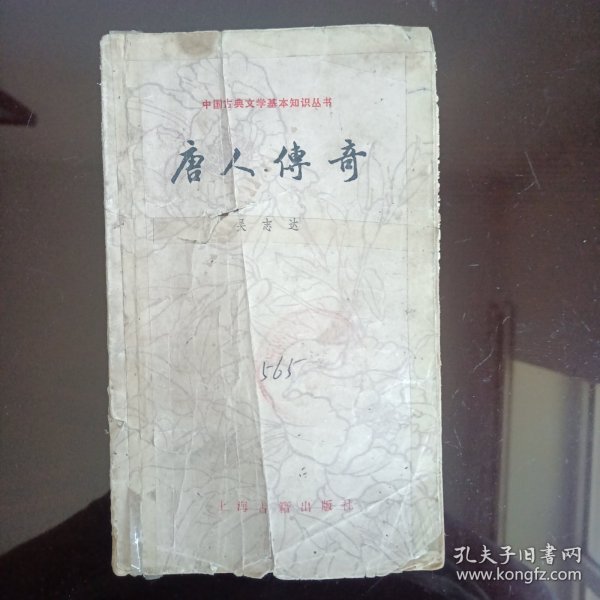 中国古典文学基本知识丛书
唐人傳奇
吴志达
565
上海古籍出版社
孔夫子旧書网
www.kongfz.com